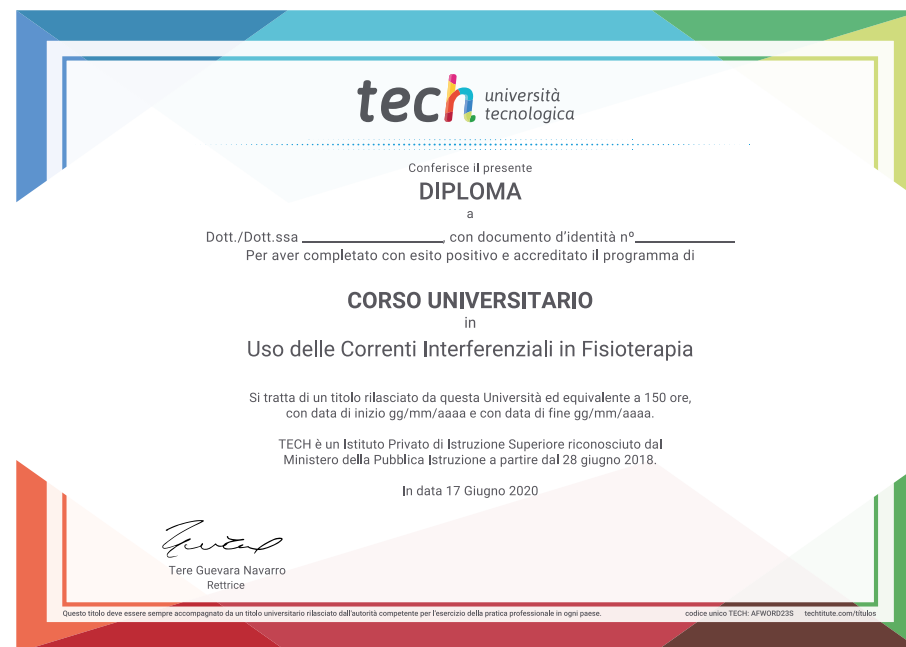 tech università
tecnologica
Conferisce il presente
DIPLOMA
a
Dott./Dott.ssa ________________, con documento d'identità nº____________
Per aver completato con esito positivo e accreditato il programma di
CORSO UNIVERSITARIO
in
Uso delle Correnti Interferenziali in Fisioterapia
Si tratta di un titolo rilasciato da questa Università ed equivalente a 150 ore,
con data di inizio gg/mm/aaaa e con data di fine gg/mm/aaaa.
TECH è un Istituto Privato di Istruzione Superiore riconosciuto dal
Ministero della Pubblica Istruzione a partire dal 28 giugno 2018.
In data 17 Giugno 2020
Tere Guevara Navarro
Rettrice
Questo titolo deve essere sempre accompagnato da un titolo universitario rilasciato dall'autorità competente per l'esercizio della pratica professionale in ogni paese. codice unico TECH: AFWORD23S techtitute.com/titulos